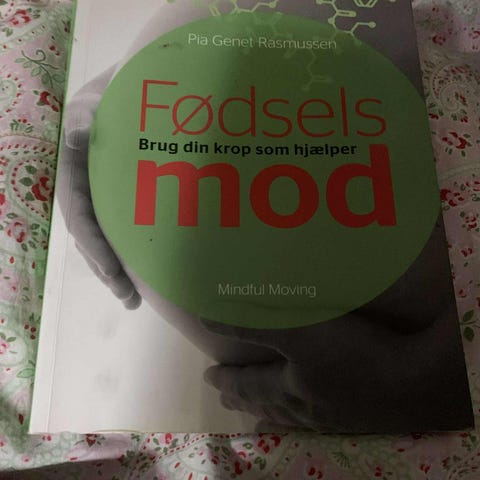 Pia Genet Rasmussen
Fødsels
Brug din krop som hjælper
mod
Mindful Moving